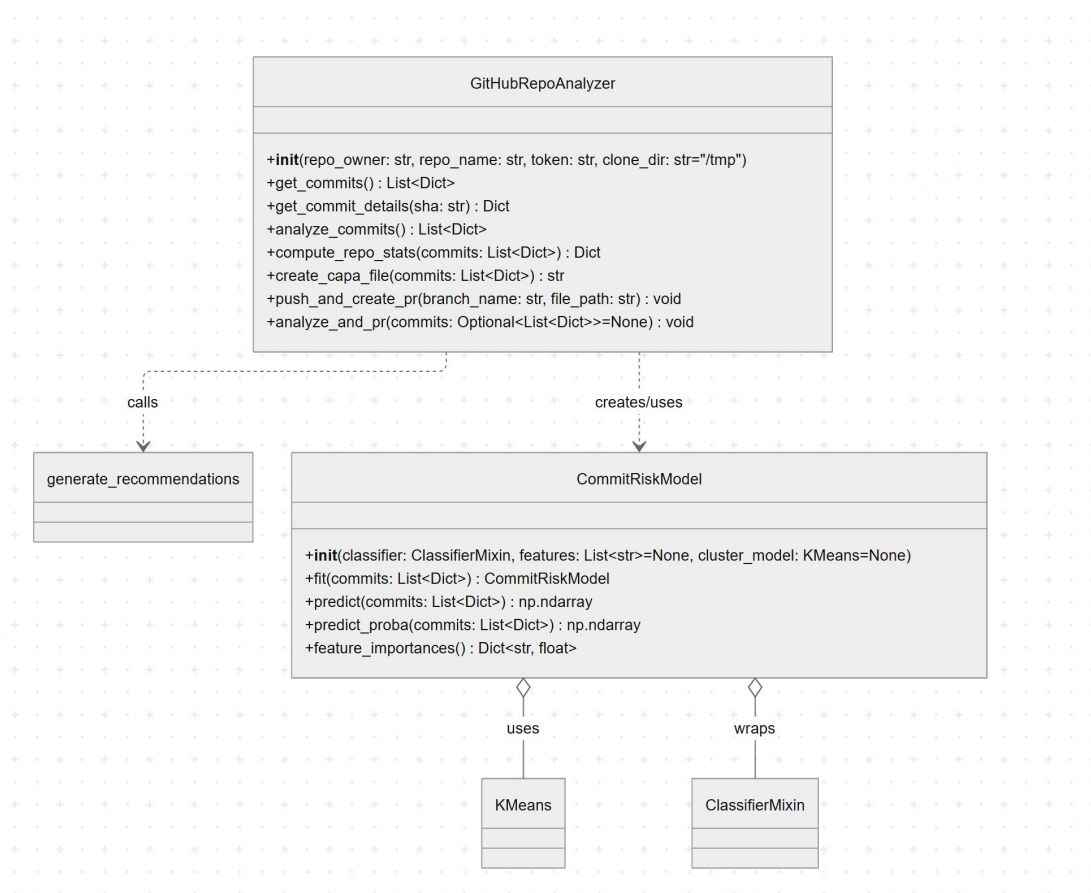 GitHubRepoAnalyzer
+init(repo_owner: str, repo_name: str, token: str, clone_dir: str="/tmp")
+get_commits() : List<Dict>
+get_commit_details(sha: str) : Dict
+analyze_commits() : List<Dict>
+compute_repo_stats(commits: List<Dict>) : Dict
+create_capa_file(commits: List<Dict>) : str
+push_and_create_pr(branch_name: str, file_path: str) : void
+analyze_and_pr(commits: Optional<List<Dict>>=None) : void
calls
creates/uses
generate_recommendations
CommitRiskModel
+init(classifier: ClassifierMixin, features: List<str>=None, cluster_model: KMeans=None)
+fit(commits: List<Dict>) : CommitRiskModel
+predict(commits: List<Dict>) : np.ndarray
+predict_proba(commits: List<Dict>) : np.ndarray
+feature_importances() : Dict<str, float>
uses
wraps
KMeans
ClassifierMixin